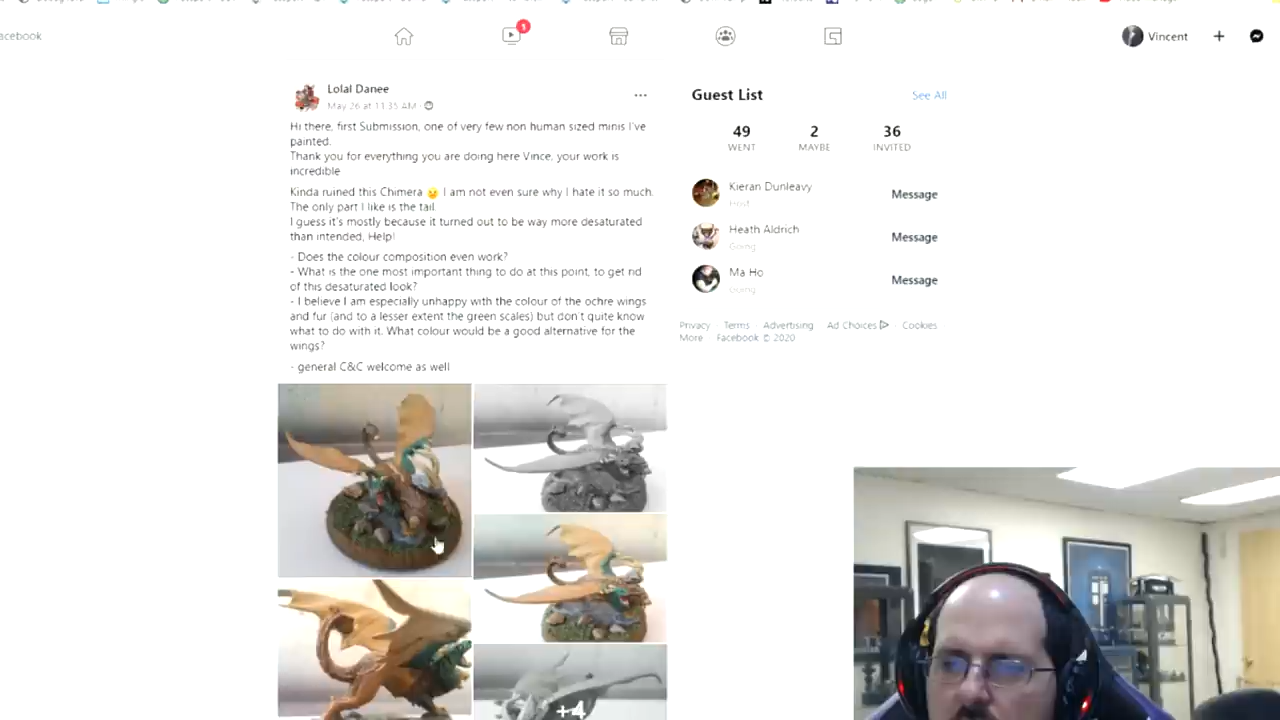 acebook
1
Vincent
Lolal Danee
May 26 at 11:35 AM ·
Hi there, first Submission, one of very few non human sized minis I've
painted.
Thank you for everything you are doing here Vince, your work is
incredible
Kinda ruined this Chimera 😟 I am not even sure why I hate it so much.
The only part I like is the tail.
I guess it's mostly because it turned out to be way more desaturated
than intended, Help!
- Does the colour composition even work?
- What is the one most important thing to do at this point, to get rid
of this desaturated look?
- I believe I am especially unhappy with the colour of the ochre wings
and fur (and to a lesser extent the green scales) but don't quite know
what to do with it. What colour would be a good alternative for the
wings?
- general C&C welcome as well
+4
Guest List
See All
49
2
36
WENT
MAYBE
INVITED
Kieran Dunleavy
Host
Message
Heath Aldrich
Going
Message
Ma Ho
Going
Message
Privacy · Terms · Advertising · Ad Choices · Cookies ·
More · Facebook © 2020